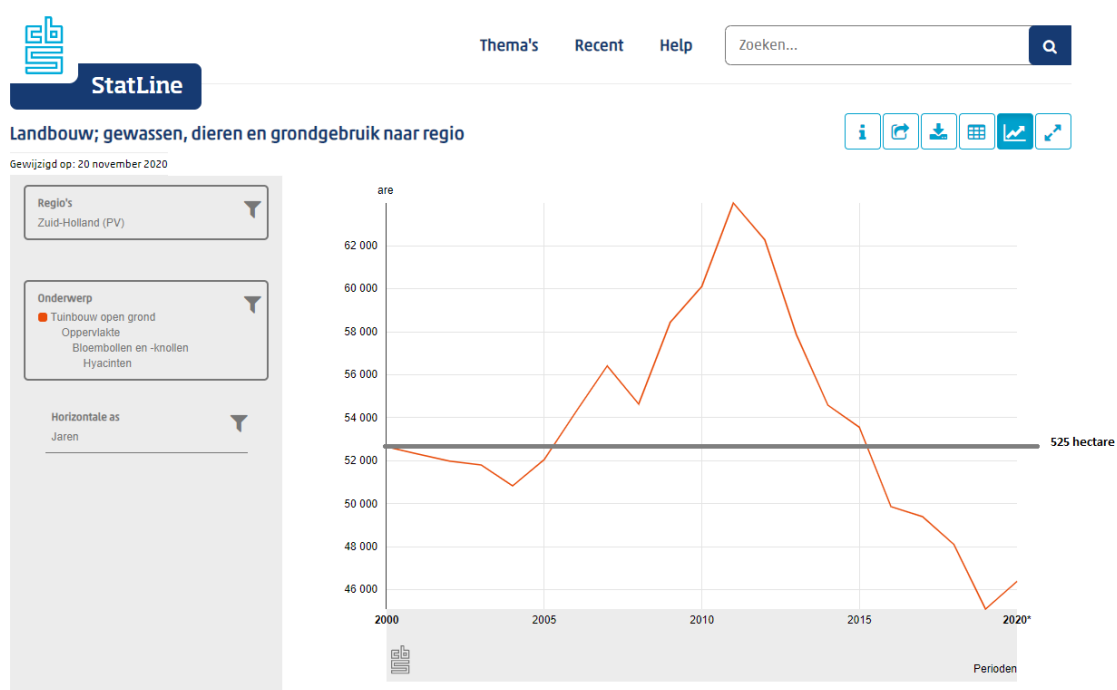 cbs
Thema's Recent Help Zoeken...
StatLine
Landbouw; gewassen, dieren en grondgebruik naar regio
Gewijzigd op: 20 november 2020
Regio's
Zuid-Holland (PV)
Onderwerp
Tuinbouw open grond
Oppervlakte
Bloembollen en -knollen
Hyacinten
Horizontale as
Jaren
are
62 000
60 000
58 000
56 000
54 000
525 hectare
52 000
50 000
48 000
46 000
2000 2005 2010 2015 2020*
cbs
Perioden